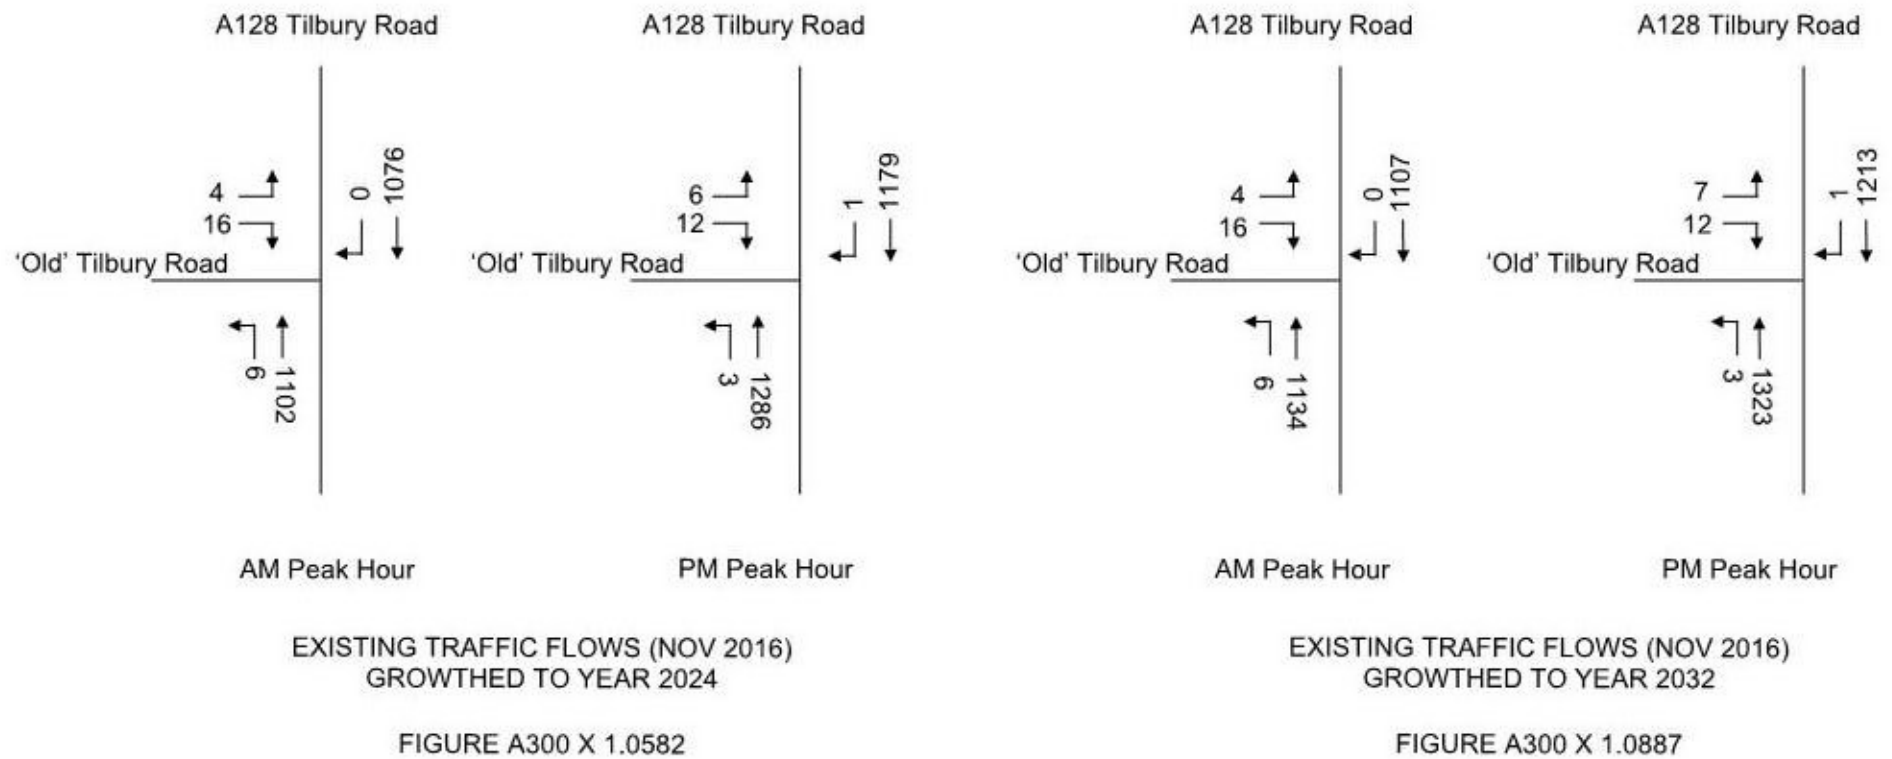 A128 Tilbury Road
A128 Tilbury Road
A128 Tilbury Road
A128 Tilbury Road
4
16
0
1076
'Old' Tilbury Road
6
1102
6
12
1
1179
'Old' Tilbury Road
3
1286
4
16
0
1107
'Old' Tilbury Road
6
1134
7
12
1
1213
'Old' Tilbury Road
3
1323
AM Peak Hour
PM Peak Hour
AM Peak Hour
PM Peak Hour
EXISTING TRAFFIC FLOWS (NOV 2016)
GROWTHED TO YEAR 2024
FIGURE A300 X 1.0582
EXISTING TRAFFIC FLOWS (NOV 2016)
GROWTHED TO YEAR 2032
FIGURE A300 X 1.0887